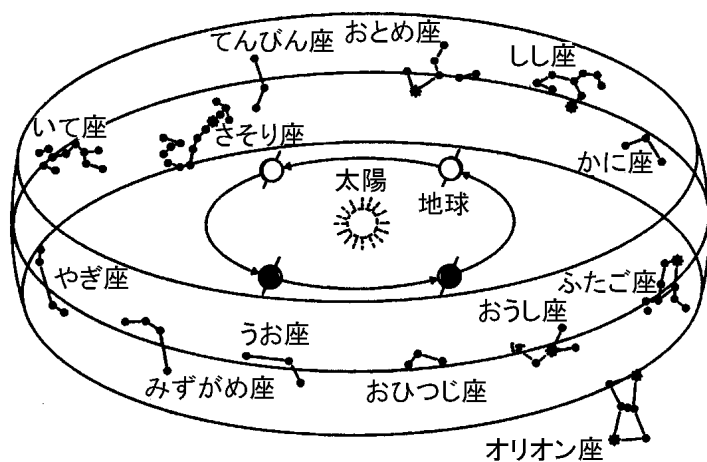 てんびん座
おとめ座
しし座
いて座
さそり座
かに座
太陽
地球
やぎ座
ふたご座
うお座
おうし座
みずがめ座
おひつじ座
オリオン座